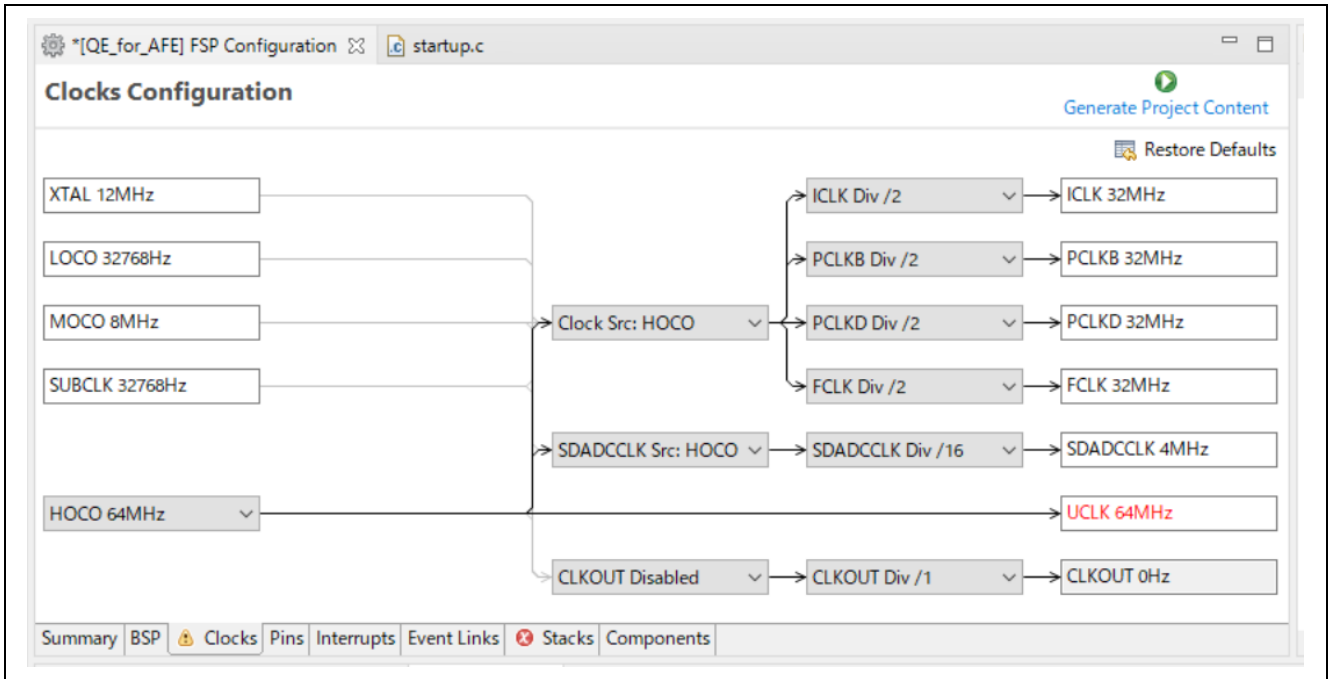 *[QE_for_AFE] FSP Configuration startup.c
Clocks Configuration
Generate Project Content
Restore Defaults
XTAL 12MHz ICLK Div /2 ICLK 32MHz
LOCO 32768Hz PCLKB Div /2 PCLKB 32MHz
MOCO 8MHz Clock Src: HOCO PCLKD Div /2 PCLKD 32MHz
SUBCLK 32768Hz FCLK Div /2 FCLK 32MHz
SDADCCLK Src: HOCO SDADCCLK Div /16 SDADCCLK 4MHz
HOCO 64MHz UCLK 64MHz
CLKOUT Disabled CLKOUT Div /1 CLKOUT 0Hz
Summary BSP Clocks Pins Interrupts Event Links Stacks Components